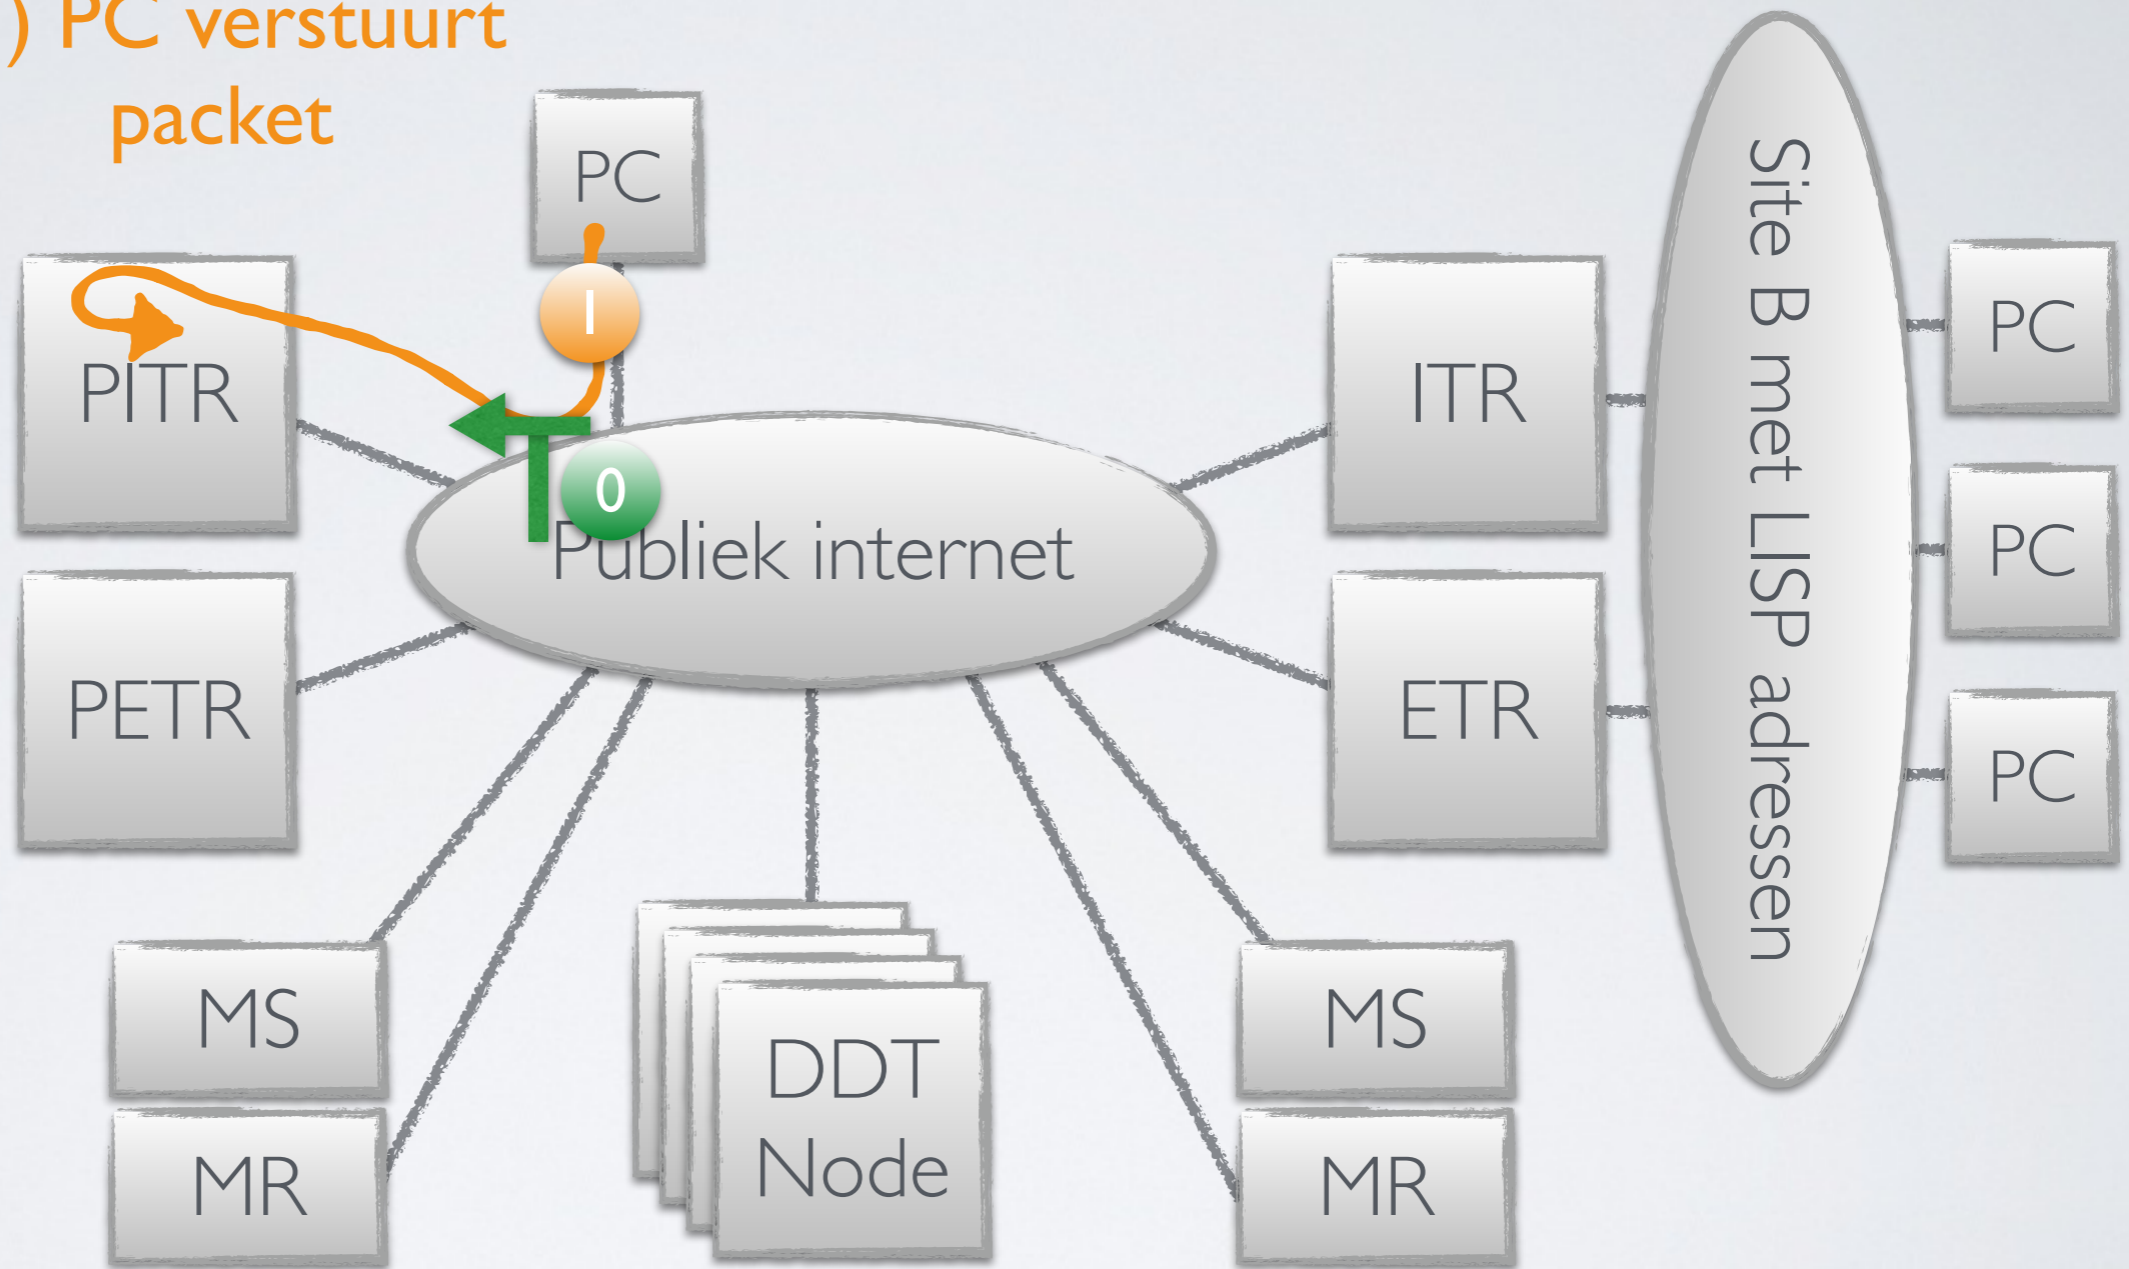 ) PC verstuurt
packet
PC
1
0
PITR
PETR
Publiek internet
ITR
ETR
Site B met LISP adressen
PC
PC
PC
MS
MR
DDT
Node
MS
MR